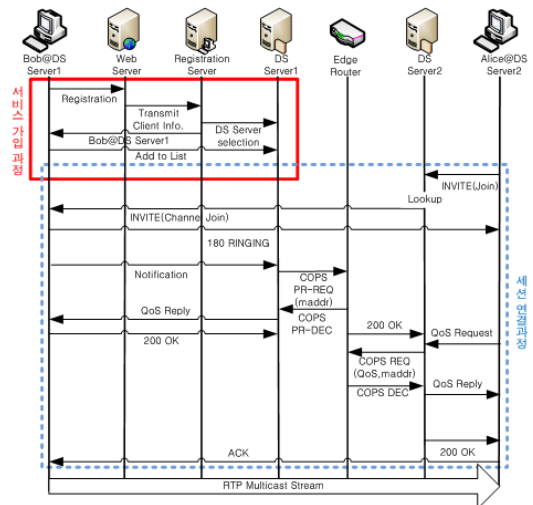 Bob@DS
Server1
Web
Server
Registration
Server
DS
Server1
Edge
Router
DS
Server2
Alice@DS
Server2
서비스 가입 과정
Registration
Transmit
Client Info.
DS Server
selection
Bob@DS Server1
Add to List
세션 연결과정
INVITE(Join)
Lookup
INVITE(Channel Join)
180 RINGING
Notification
COPS
PR-REQ
(maddr)
QoS Reply
COPS
PR-DEC
200 OK
200 OK
QoS Request
COPS REQ
(QoS,maddr)
COPS DEC
QoS Reply
200 OK
ACK
RTP Multicast Stream